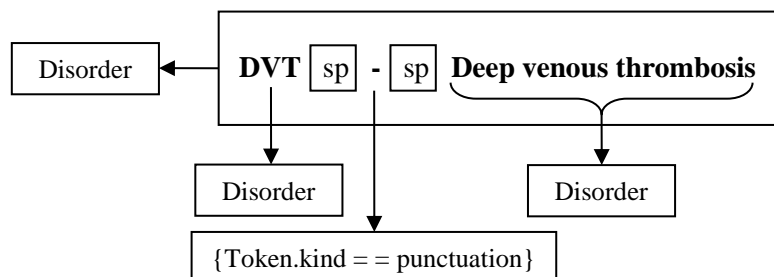 Disorder
DVT sp - sp Deep venous thrombosis
Disorder
Disorder
{Token.kind = = punctuation}